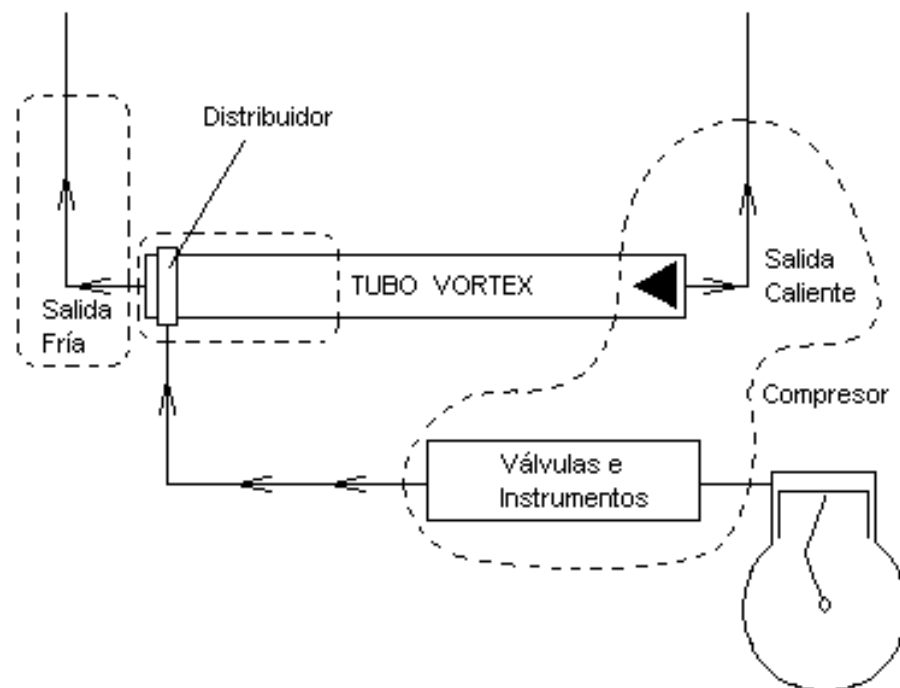 Distribuidor
TUBO VORTEX
Salida
Caliente
Salida
Fría
Compresor
Válvulas e
Instrumentos